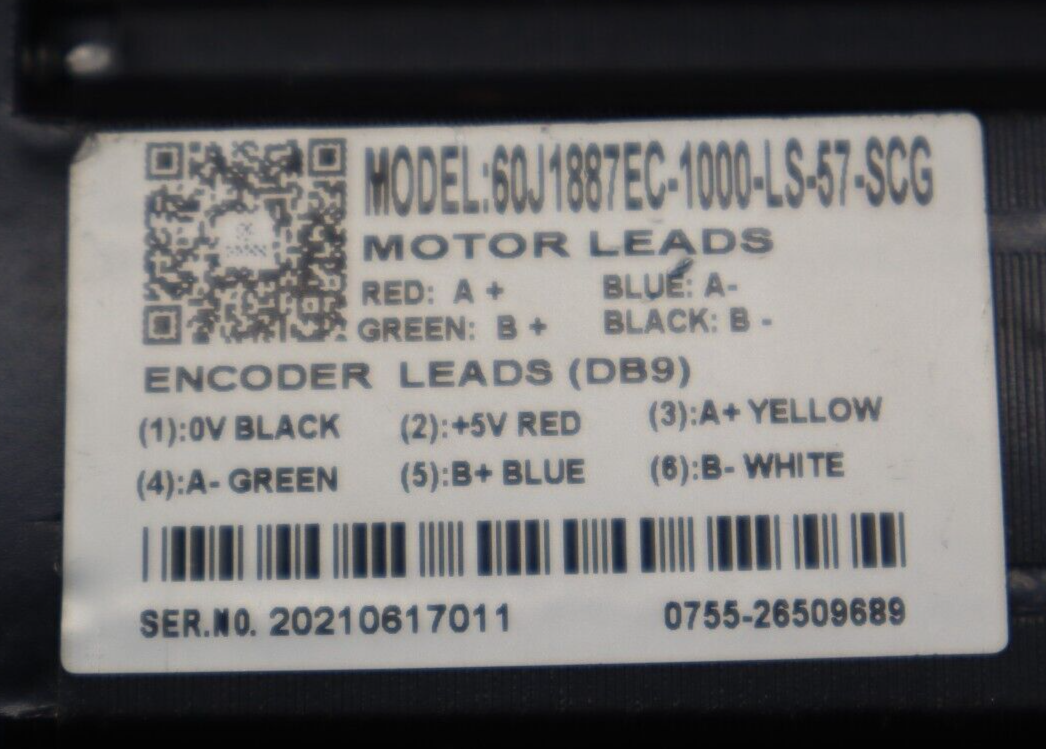 MODEL:60J1887EC-1000-LS-57-SCG
MOTOR LEADS
RED: A + BLUE: A-
GREEN: B + BLACK: B -
ENCODER LEADS (DB9)
(1):0V BLACK (2):+5V RED (3):A+ YELLOW
(4):A- GREEN (5):B+ BLUE (6):B- WHITE
SER.NO. 20210617011 0755-26509689